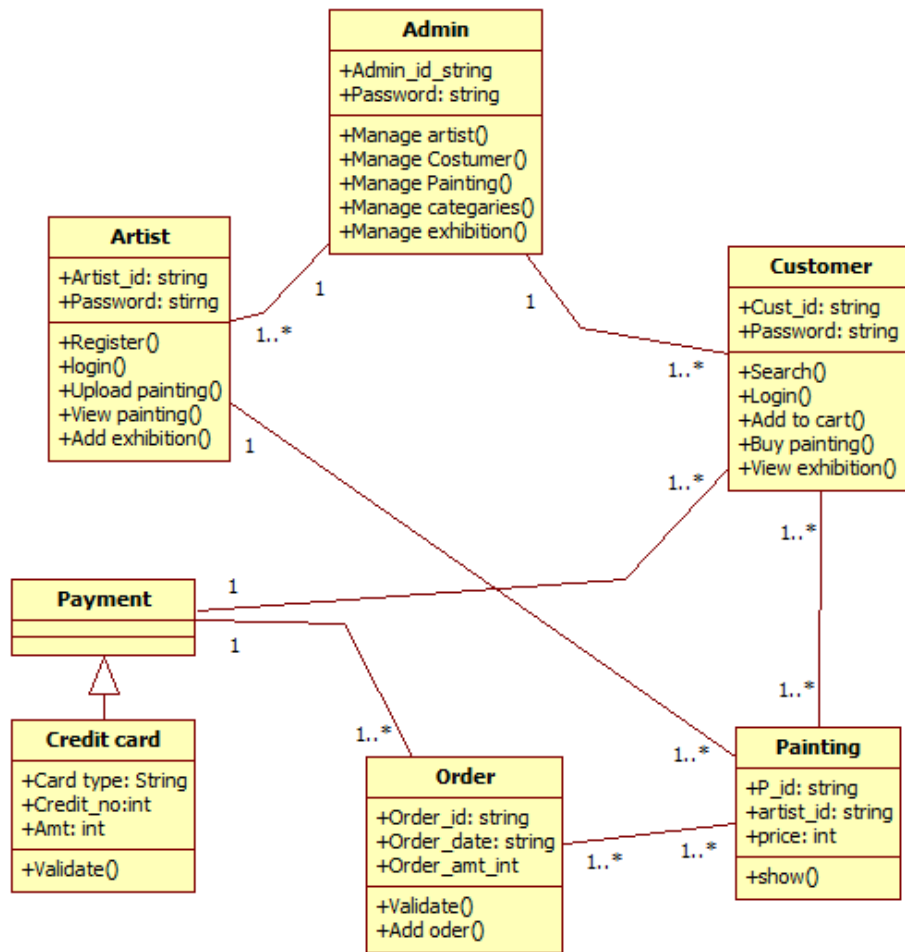 Admin
+Admin_id_string
+Password: string
+Manage artist()
+Manage Costumer()
+Manage Painting()
+Manage categaries()
+Manage exhibition()
Artist
+Artist_id: string
+Password: stirng
+Register()
+login()
+Upload painting()
+View painting()
+Add exhibition()
1
1..*
1
Customer
+Cust_id: string
+Password: string
+Search()
+Login()
+Add to cart()
+Buy painting()
+View exhibition()
1..*
1
1..*
1..*
1
Payment
1
1..*
1..*
1..*
Credit card
+Card type: String
+Credit_no:int
+Amt: int
+Validate()
Order
+Order_id: string
+Order_date: string
+Order_amt_int
+Validate()
+Add oder()
1..*
1..*
Painting
+P_id: string
+artist_id: string
+price: int
+show()